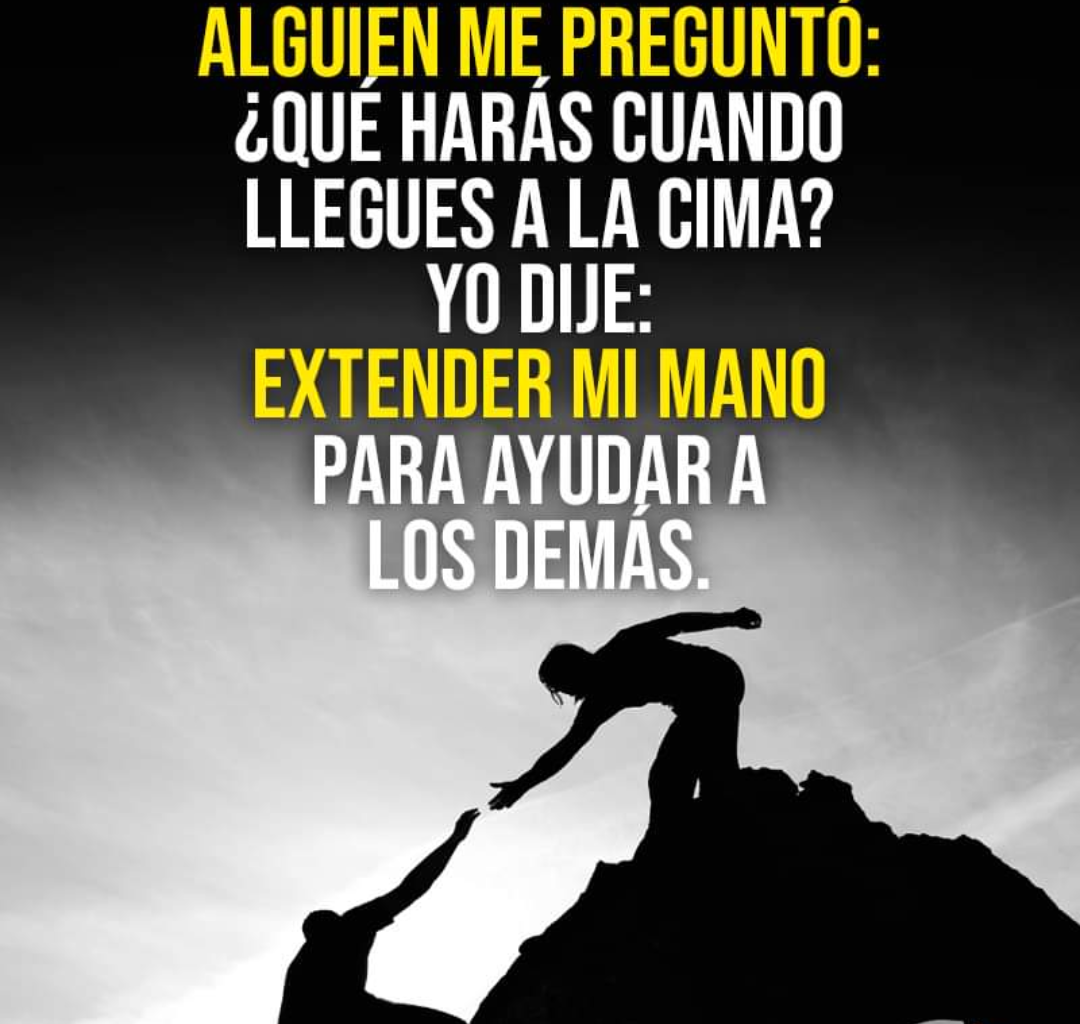 ALGUIEN ME PREGUNTÓ:
¿QUÉ HARÁS CUANDO
LLEGUES A LA CIMA?
YO DIJE:
EXTENDER MI MANO
PARA AYUDAR A
LOS DEMÁS.